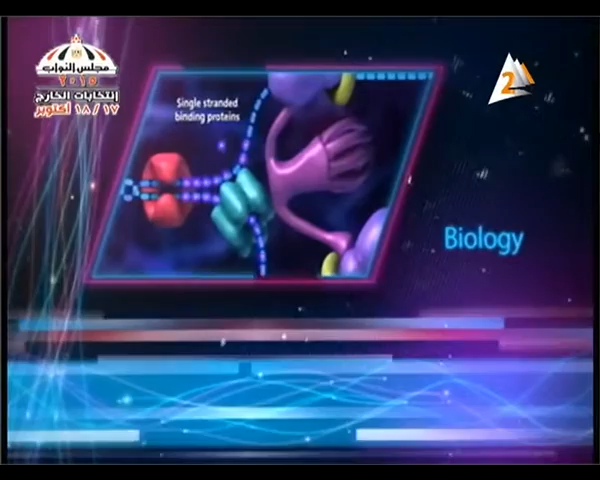 مجلس النواب
٢٠١٥
إنتخابات الخارج
١٨/١٧ أكتوبر
2
Single stranded
binding proteins
Biology